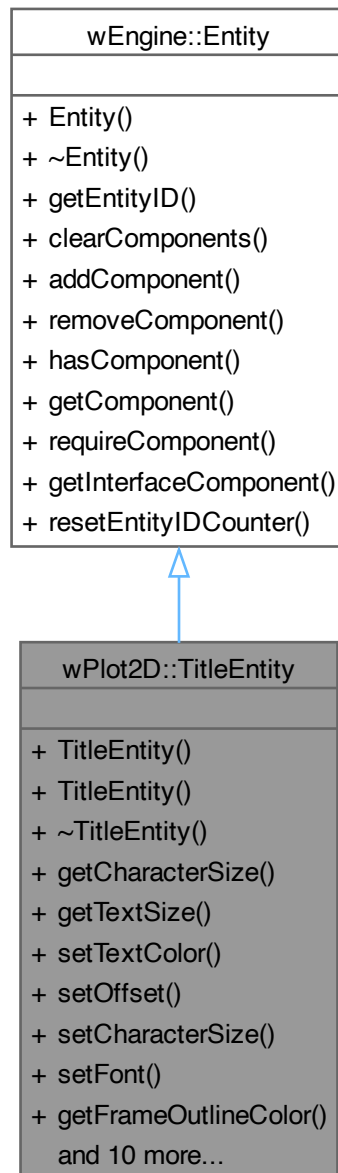 wEngine::Entity
+ Entity()
+ ~Entity()
+ getEntityID()
+ clearComponents()
+ addComponent()
+ removeComponent()
+ hasComponent()
+ getComponent()
+ requireComponent()
+ getInterfaceComponent()
+ resetEntityIDCounter()
wPlot2D::TitleEntity
+ TitleEntity()
+ TitleEntity()
+ ~TitleEntity()
+ getCharacterSize()
+ getTextSize()
+ setTextColor()
+ setOffset()
+ setCharacterSize()
+ setFont()
+ getFrameOutlineColor()
and 10 more...